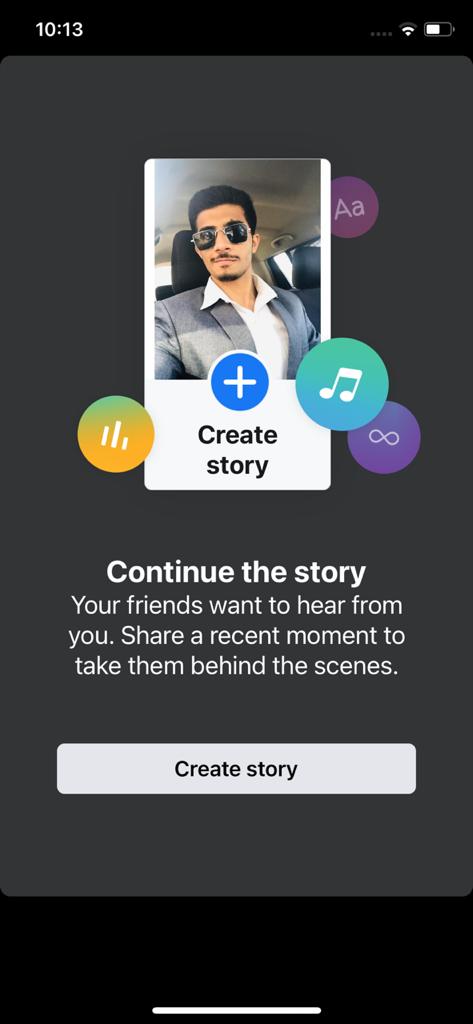 10:13
Aa
Create
story
Continue the story
Your friends want to hear from
you. Share a recent moment to
take them behind the scenes.
Create story